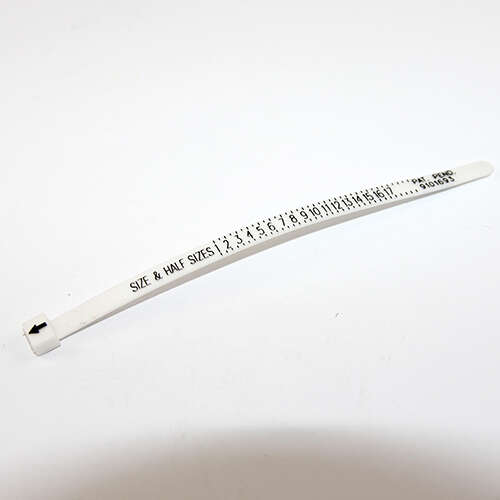 SIZE & HALF SIZES 1 2 3 4 5 6 7 8 9 10 11 12 13 14 15 16 17
PAT. PEND.
9101693